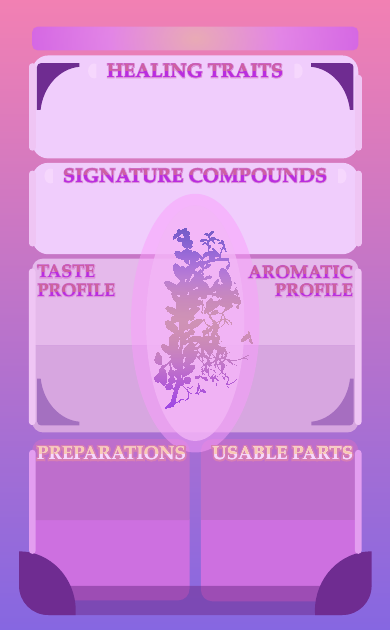 HEALING TRAITS
SIGNATURE COMPOUNDS
TASTE
PROFILE
AROMATIC
PROFILE
PREPARATIONS
USABLE PARTS